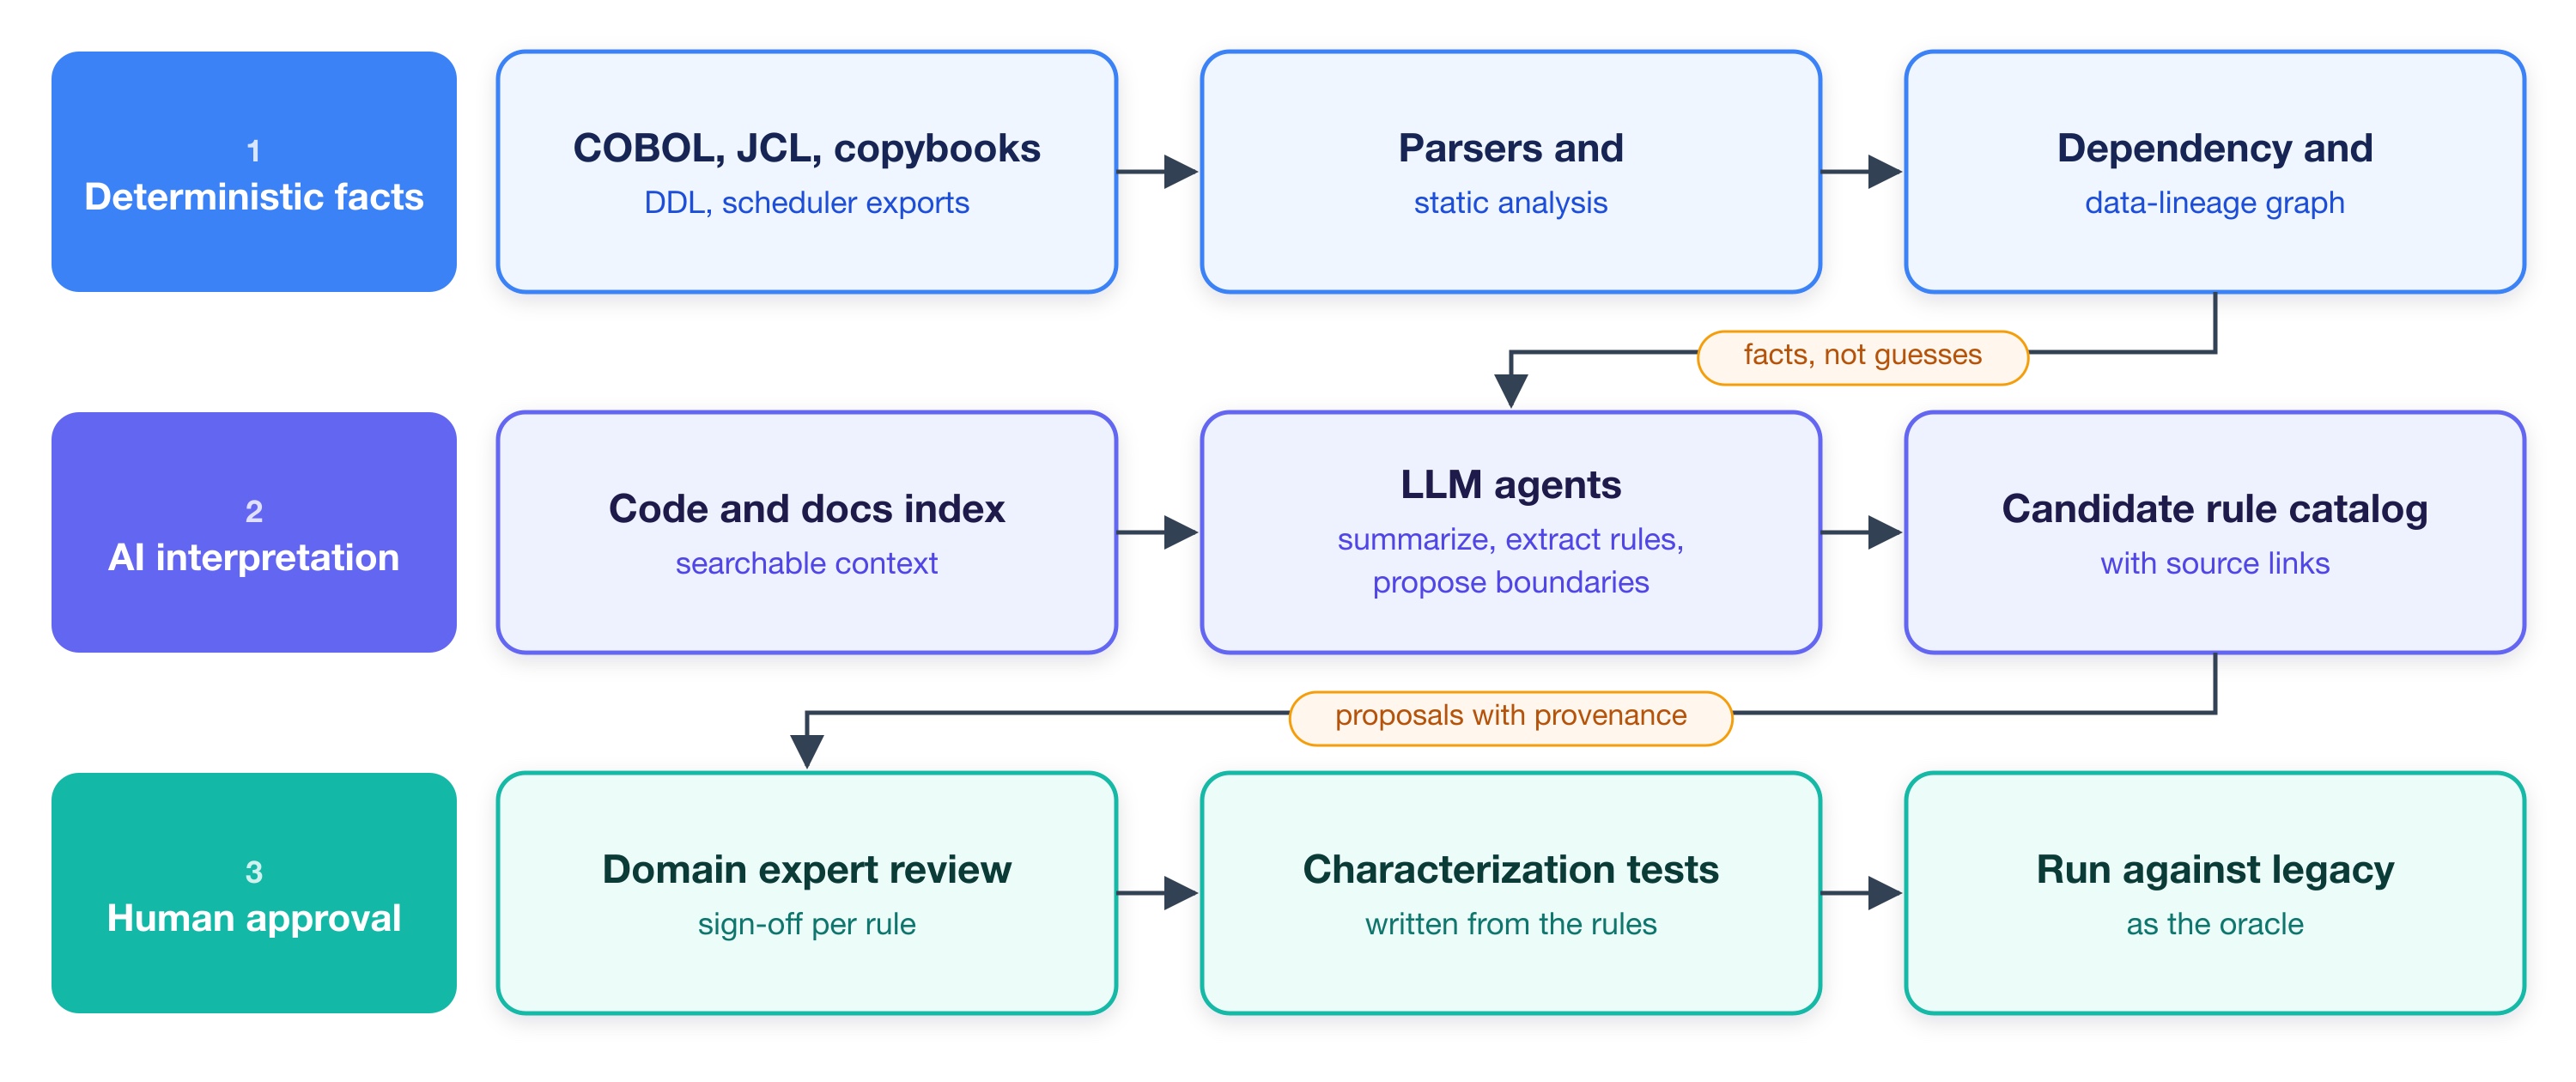 1
Deterministic facts
COBOL, JCL, copybooks
DDL, scheduler exports
Parsers and
static analysis
Dependency and
data-lineage graph
facts, not guesses
2
AI interpretation
Code and docs index
searchable context
LLM agents
summarize, extract rules,
propose boundaries
Candidate rule catalog
with source links
proposals with provenance
3
Human approval
Domain expert review
sign-off per rule
Characterization tests
written from the rules
Run against legacy
as the oracle